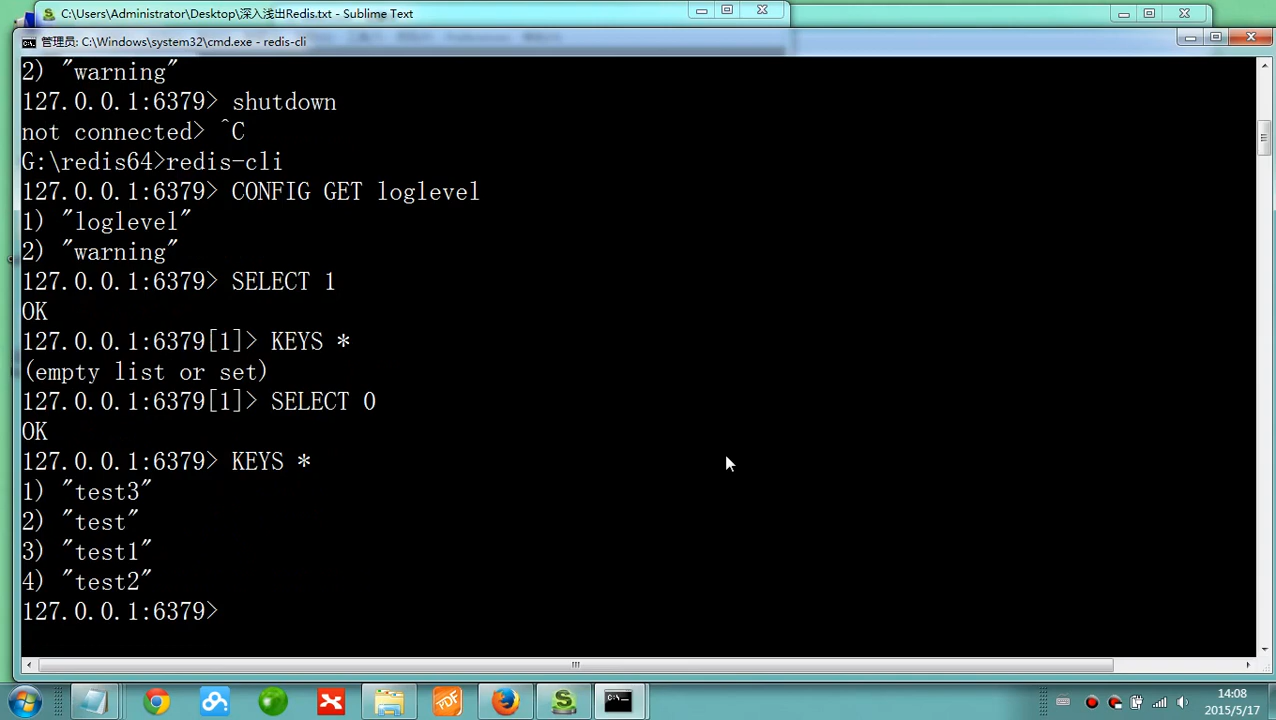 C:\Users\Administrator\Desktop\深入浅出Redis.txt - Sublime Text
管理员: C:\Windows\system32\cmd.exe - redis-cli
2) "warning"
127.0.0.1:6379> shutdown
not connected> ^C
G:\redis64>redis-cli
127.0.0.1:6379> CONFIG GET loglevel
1) "loglevel"
2) "warning"
127.0.0.1:6379> SELECT 1
OK
127.0.0.1:6379[1]> KEYS *
(empty list or set)
127.0.0.1:6379[1]> SELECT 0
OK
127.0.0.1:6379> KEYS *
1) "test3"
2) "test"
3) "test1"
4) "test2"
127.0.0.1:6379>
14:08
2015/5/17